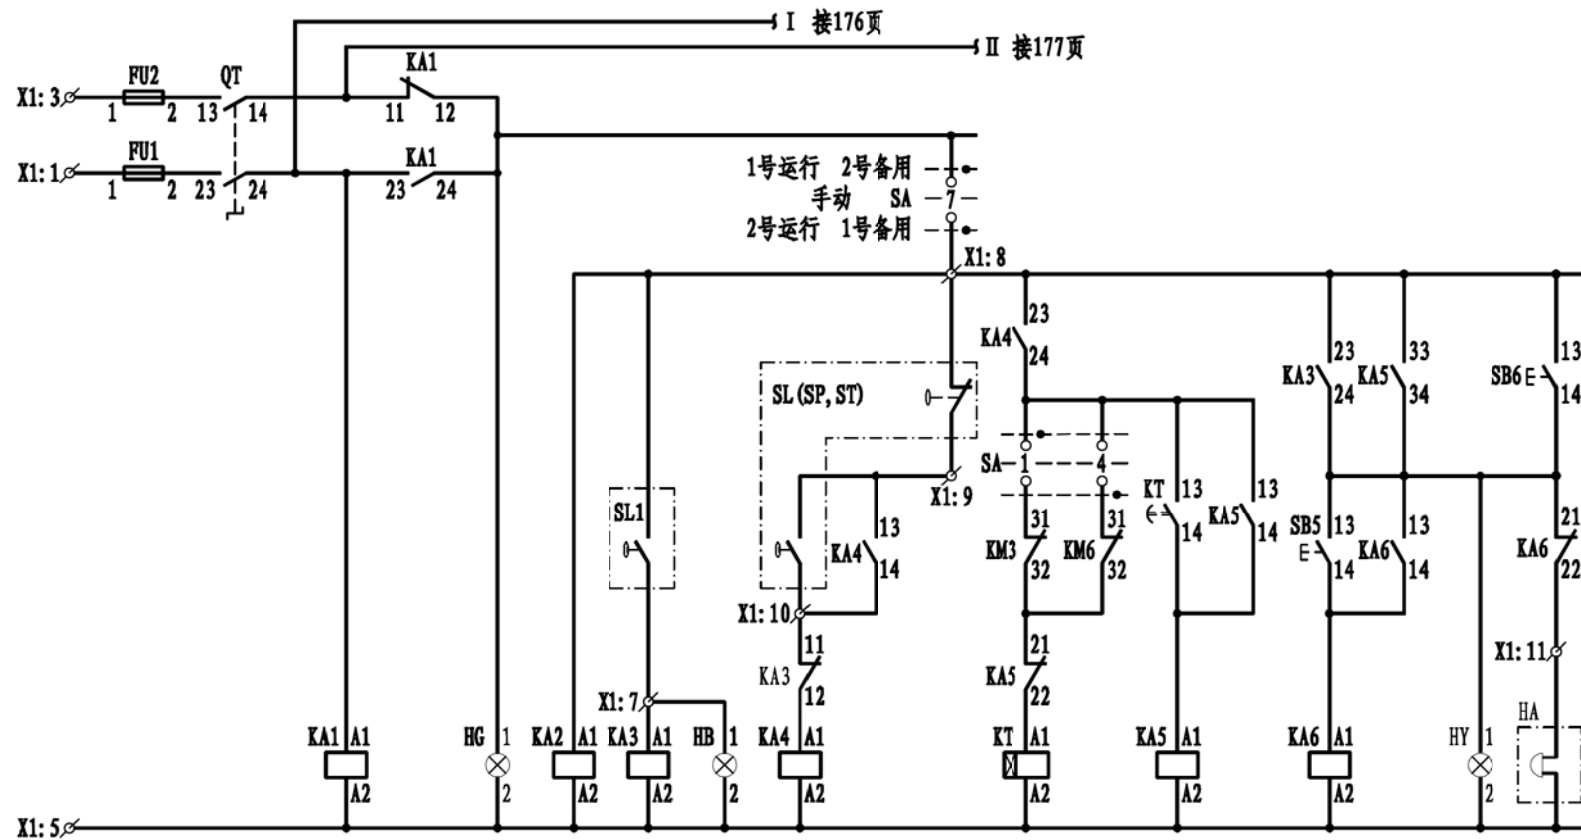 I 接176页
II 接177页
FU2 QT KA1
X1:3 1 2 13 14 11 12
FU1 KA1
X1:1 1 2 23 24 23 24
1号运行 2号备用
手动 SA 7
2号运行 1号备用
X1:8
23
KA4
24
23 33 13
KA3 KA5 SB6
24 34 14
SL(SP,ST)
SA 1 4
X1:9
SL1
13
KA4
14
31 31
KM3 KM6
32 32
KT 13 13
KA5
14 14
SB5 13 13
KA6
14 14
21
KA6
22
X1:10
11
KA3
12
21
KA5
22
X1:11
X1:7
HA
KA1 A1 HG 1 KA2 A1 KA3 A1 HB 1 KA4 A1 KT A1 KA5 A1 KA6 A1 HY 1
A2 2 A2 A2 2 A2 A2 A2 A2 2
X1:5